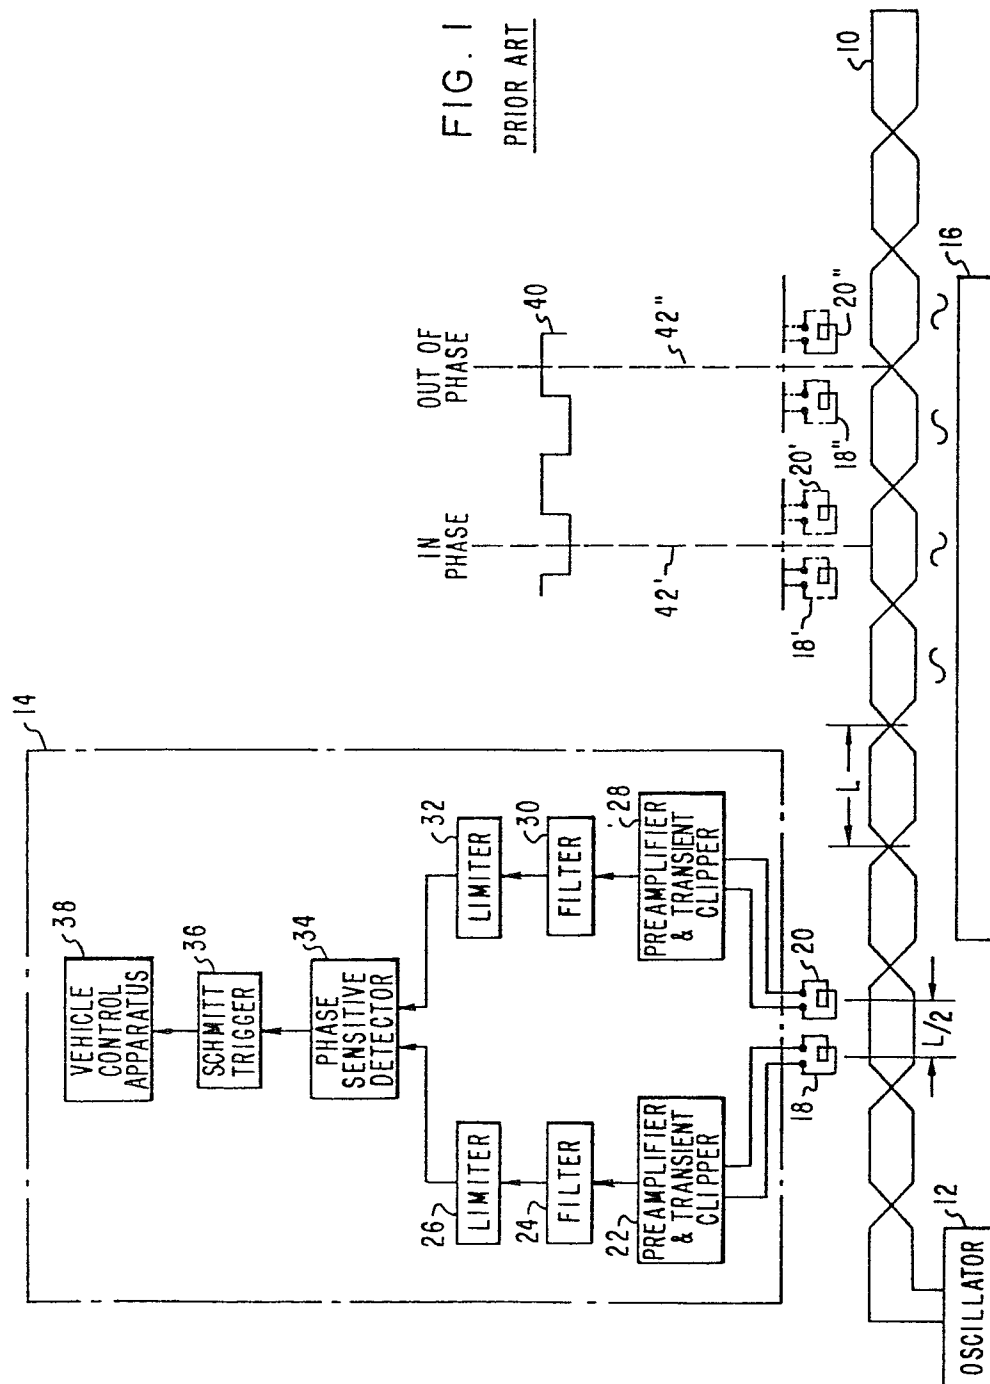 FIG. 1
PRIOR ART
14
VEHICLE
CONTROL
APPARATUS
38
SCHMITT
TRIGGER
36
PHASE
SENSITIVE
DETECTOR
34
LIMITER
26
LIMITER
32
FILTER
24
FILTER
30
PREAMPLIFIER
& TRANSIENT
CLIPPER
22
PREAMPLIFIER
& TRANSIENT
CLIPPER
28
18
20
L/2
L
IN
PHASE
OUT OF
PHASE
40
42'
42"
18'
20'
18"
20"
10
16
12
OSCILLATOR